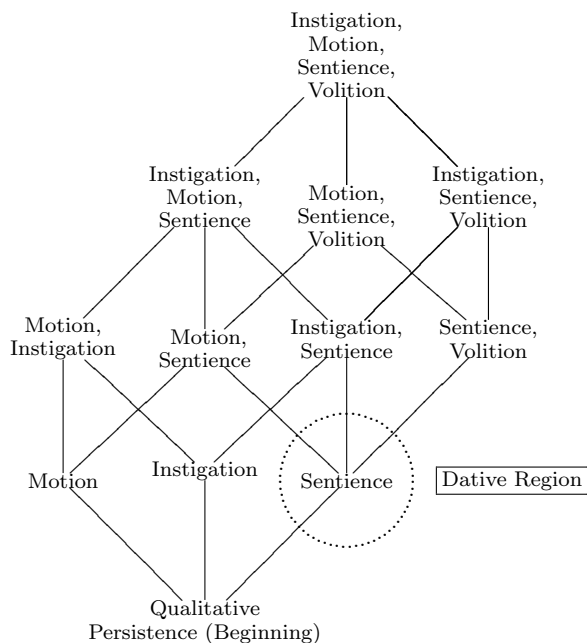 Instigation,
Motion,
Sentience,
Volition
Instigation,
Motion,
Sentience
Motion,
Sentience,
Volition
Instigation,
Sentience,
Volition
Motion,
Instigation
Motion,
Sentience
Instigation,
Sentience
Sentience,
Volition
Motion
Instigation
Sentience
Dative Region
Qualitative
Persistence (Beginning)